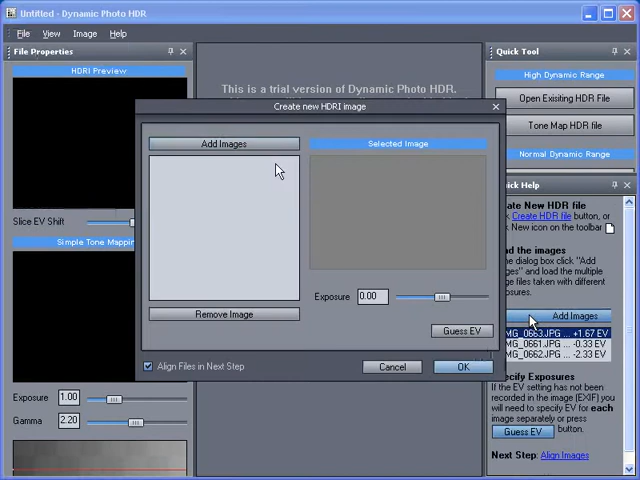 Untitled - Dynamic Photo HDR
File View Image Help
File Properties
HDRI Preview
Slice EV Shift
Simple Tone Mappin
Exposure 1.00
Gamma 2.20
This is a trial version of Dynamic Photo HDR.
Create new HDRI image
Add Images
Selected Image
Exposure 0.00
Remove Image
Guess EV
Align Files in Next Step
Cancel
OK
Quick Tool
High Dynamic Range
Open Exisiting HDR File
Tone Map HDR file
Normal Dynamic Range
ick Help
ate New HDR file
Create HDR file button, or
New icon on the toolbar
d the images
e dialog box click "Add
ges" and load the multiple
ge files taken with different
osures.
Add Images
MG_0663.JPG ... +1.67 EV
MG_0661.JPG ... -0.33 EV
MG_0662.JPG ... -2.33 EV
ecify Exposures
If the EV setting has not been
recorded in the image (EXIF) you
will need to specify EV for each
image separately or press
Guess EV button.
Next Step: Align Images